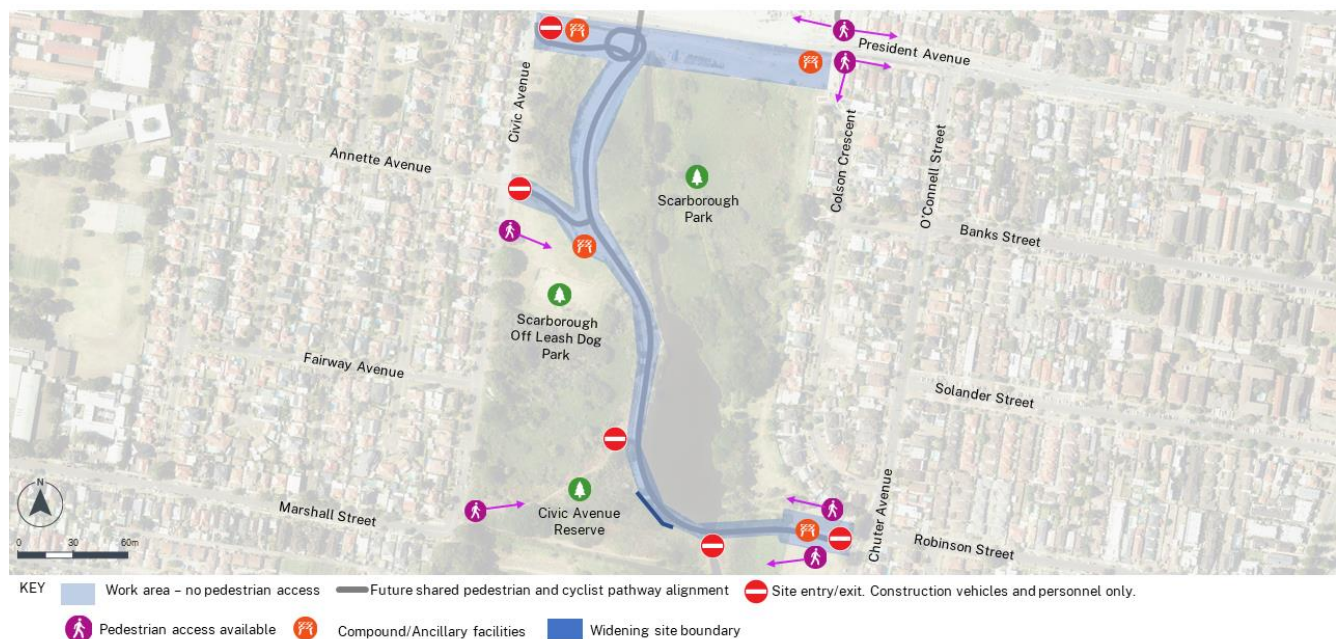 President Avenue
Civic Avenue
Annette Avenue
Scarborough
Park
Colson Crescent
O'Connell Street
Banks Street
Scarborough
Off Leash Dog
Park
Fairway Avenue
Solander Street
N
Marshall Street
Civic Avenue
Reserve
Chuter Avenue
Robinson Street
0 30 60m
KEY Work area – no pedestrian access Future shared pedestrian and cyclist pathway alignment Site entry/exit. Construction vehicles and personnel only.
Pedestrian access available Compound/Ancillary facilities Widening site boundary